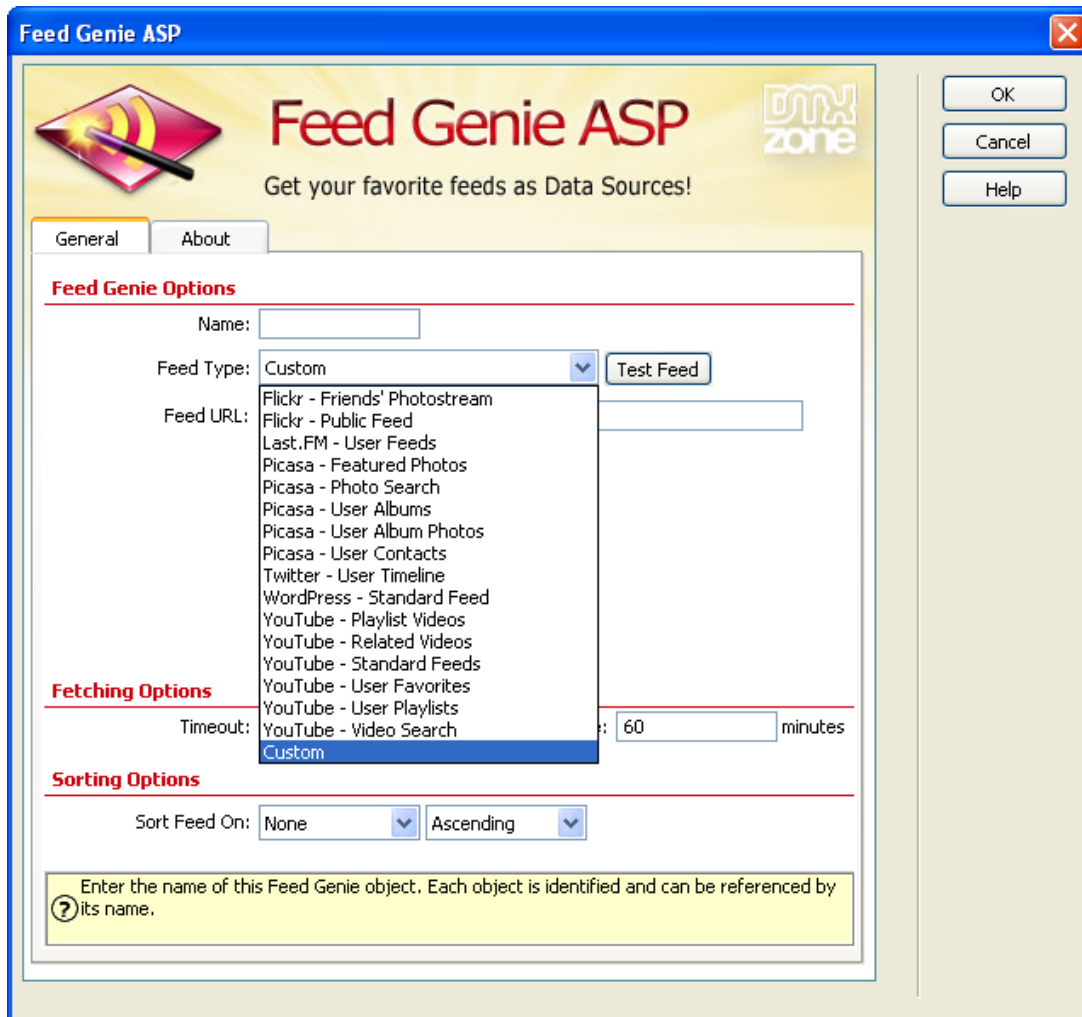 Feed Genie ASP
Feed Genie ASP
DMX zone
Get your favorite feeds as Data Sources!
OK
Cancel
Help
General About
Feed Genie Options
Name:
Feed Type: Custom Test Feed
Feed URL:
Flickr - Friends' Photostream
Flickr - Public Feed
Last.FM - User Feeds
Picasa - Featured Photos
Picasa - Photo Search
Picasa - User Albums
Picasa - User Album Photos
Picasa - User Contacts
Twitter - User Timeline
WordPress - Standard Feed
YouTube - Playlist Videos
YouTube - Related Videos
YouTube - Standard Feeds
YouTube - User Favorites
YouTube - User Playlists
YouTube - Video Search
Custom
Fetching Options
Timeout: : 60 minutes
Sorting Options
Sort Feed On: None Ascending
Enter the name of this Feed Genie object. Each object is identified and can be referenced by
its name.